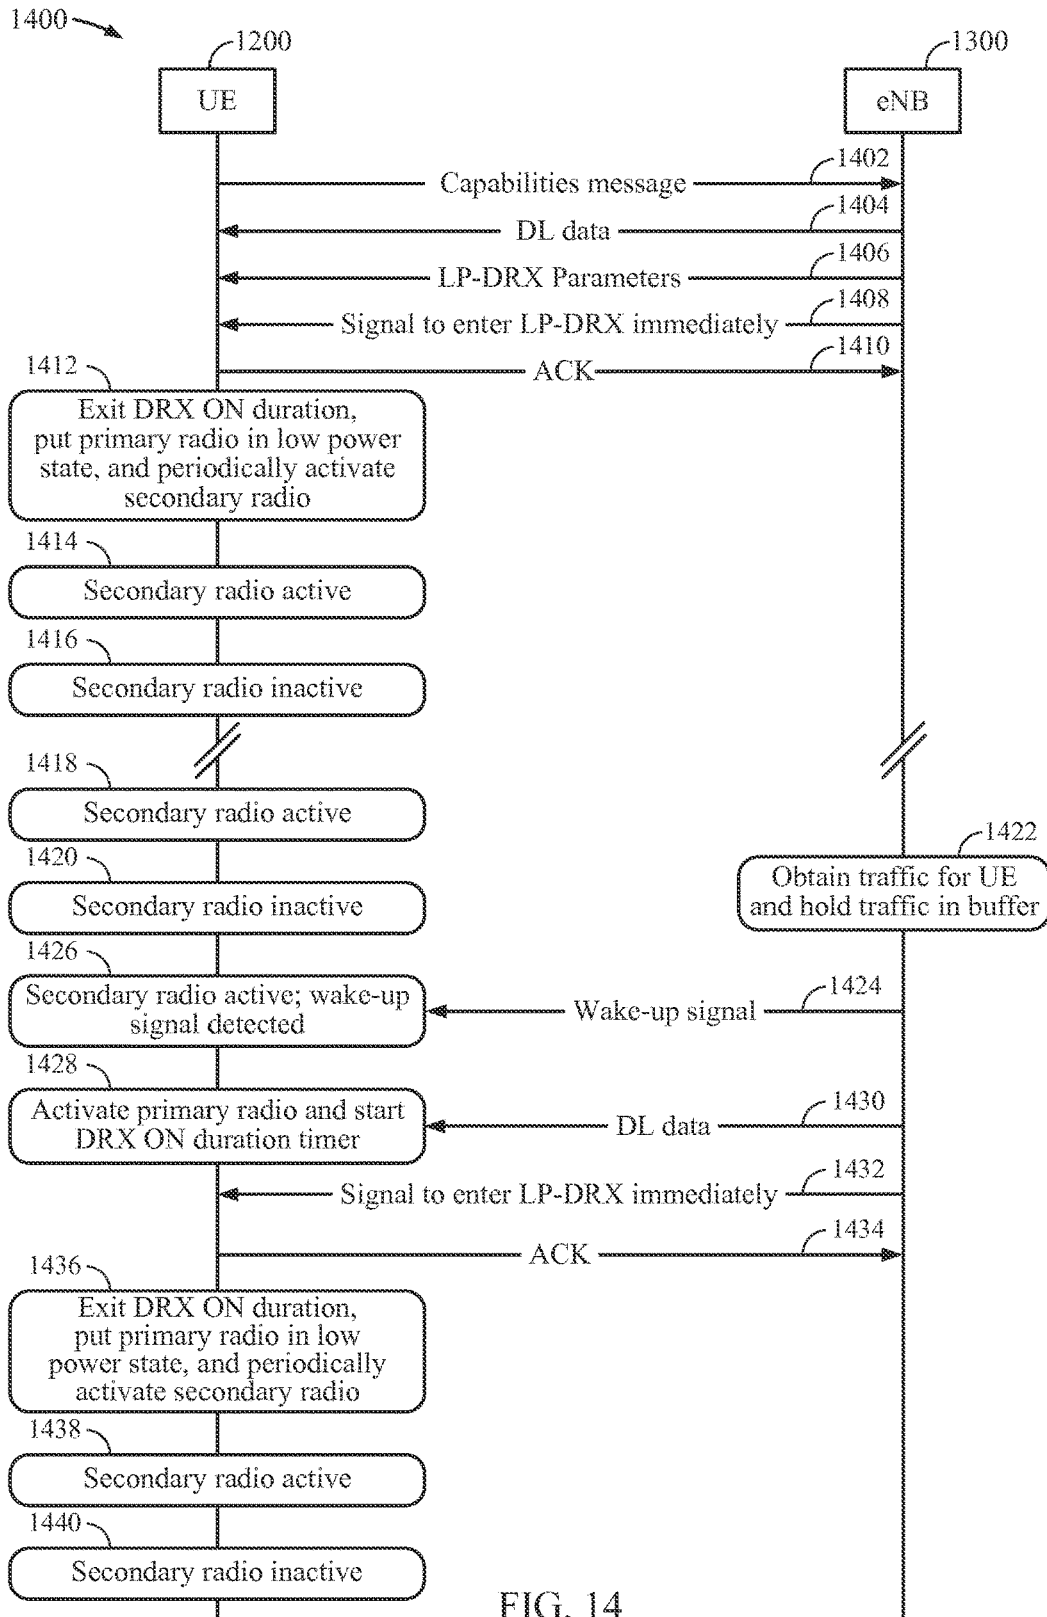 1400
1200
1300
UE
eNB
1402
Capabilities message
1404
DL data
1406
LP-DRX Parameters
1408
Signal to enter LP-DRX immediately
1410
ACK
1412
Exit DRX ON duration,
put primary radio in low power
state, and periodically activate
secondary radio
1414
Secondary radio active
1416
Secondary radio inactive
1418
Secondary radio active
1420
Secondary radio inactive
1422
Obtain traffic for UE
and hold traffic in buffer
1424
Wake-up signal
1426
Secondary radio active; wake-up
signal detected
1428
Activate primary radio and start
DRX ON duration timer
1430
DL data
1432
Signal to enter LP-DRX immediately
1434
ACK
1436
Exit DRX ON duration,
put primary radio in low
power state, and periodically
activate secondary radio
1438
Secondary radio active
1440
Secondary radio inactive
FIG. 14